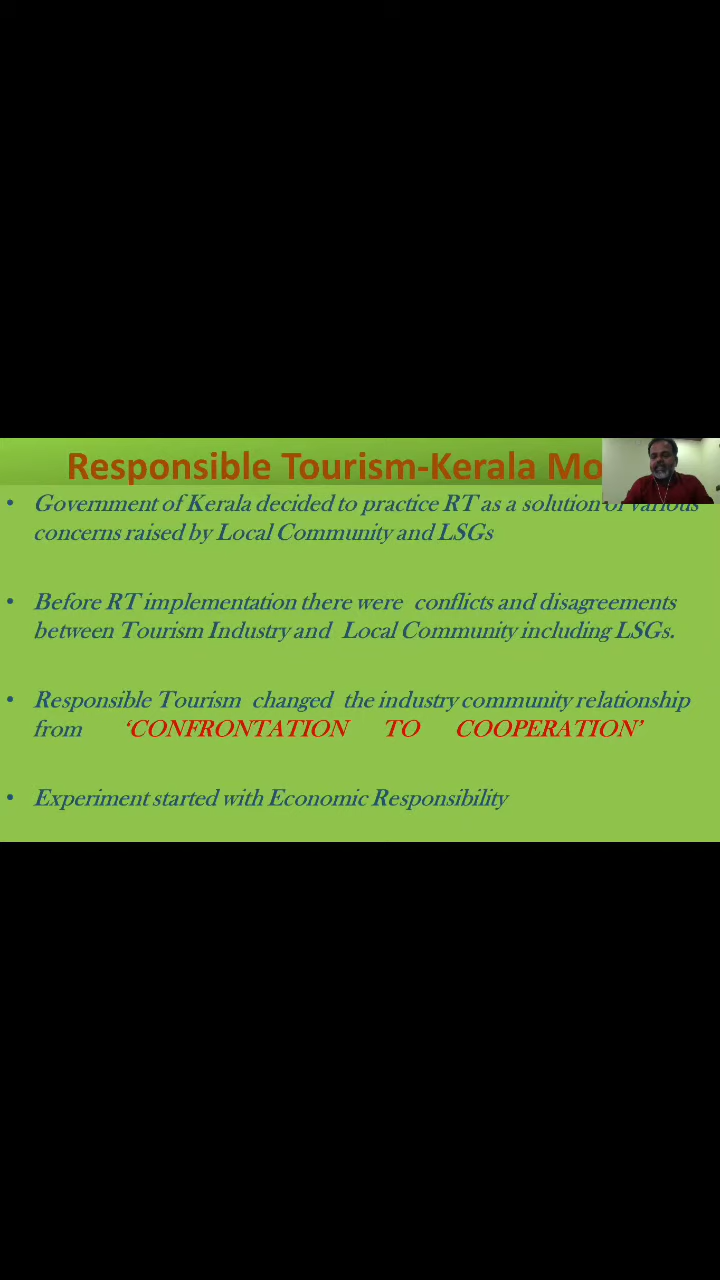 Responsible Tourism-Kerala Mo
• Government of Kerala decided to practice RT as a solution of various
concerns raised by Local Community and LSGs
• Before RT implementation there were conflicts and disagreements
between Tourism Industry and Local Community including LSGs.
• Responsible Tourism changed the industry community relationship
from ‘CONFRONTATION TO COOPERATION’
• Experiment started with Economic Responsibility